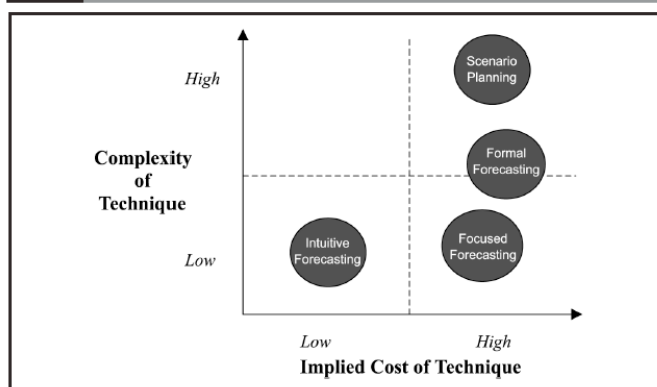 High
Scenario
Planning
Complexity
of
Technique
Formal
Forecasting
Low
Intuitive
Forecasting
Focused
Forecasting
Low
High
Implied Cost of Technique